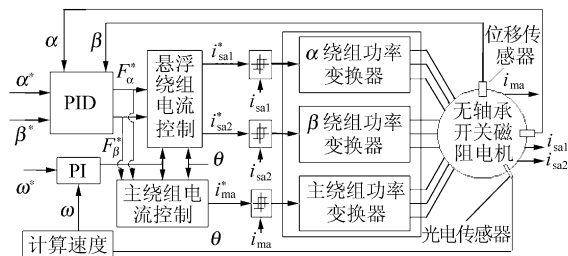 α
β
α*
β*
PID
F*α
F*β
悬浮
绕组
电流
控制
i*sa1
isa1
i*sa2
isa2
α绕组功率
变换器
β绕组功率
变换器
主绕组功率
变换器
位移传
感器
ima
无轴承
开关磁
阻电机
isa1
isa2
ω*
PI
θ
ω
主绕组电
流控制
i*ma
ima
计算速度
θ
光电传感器